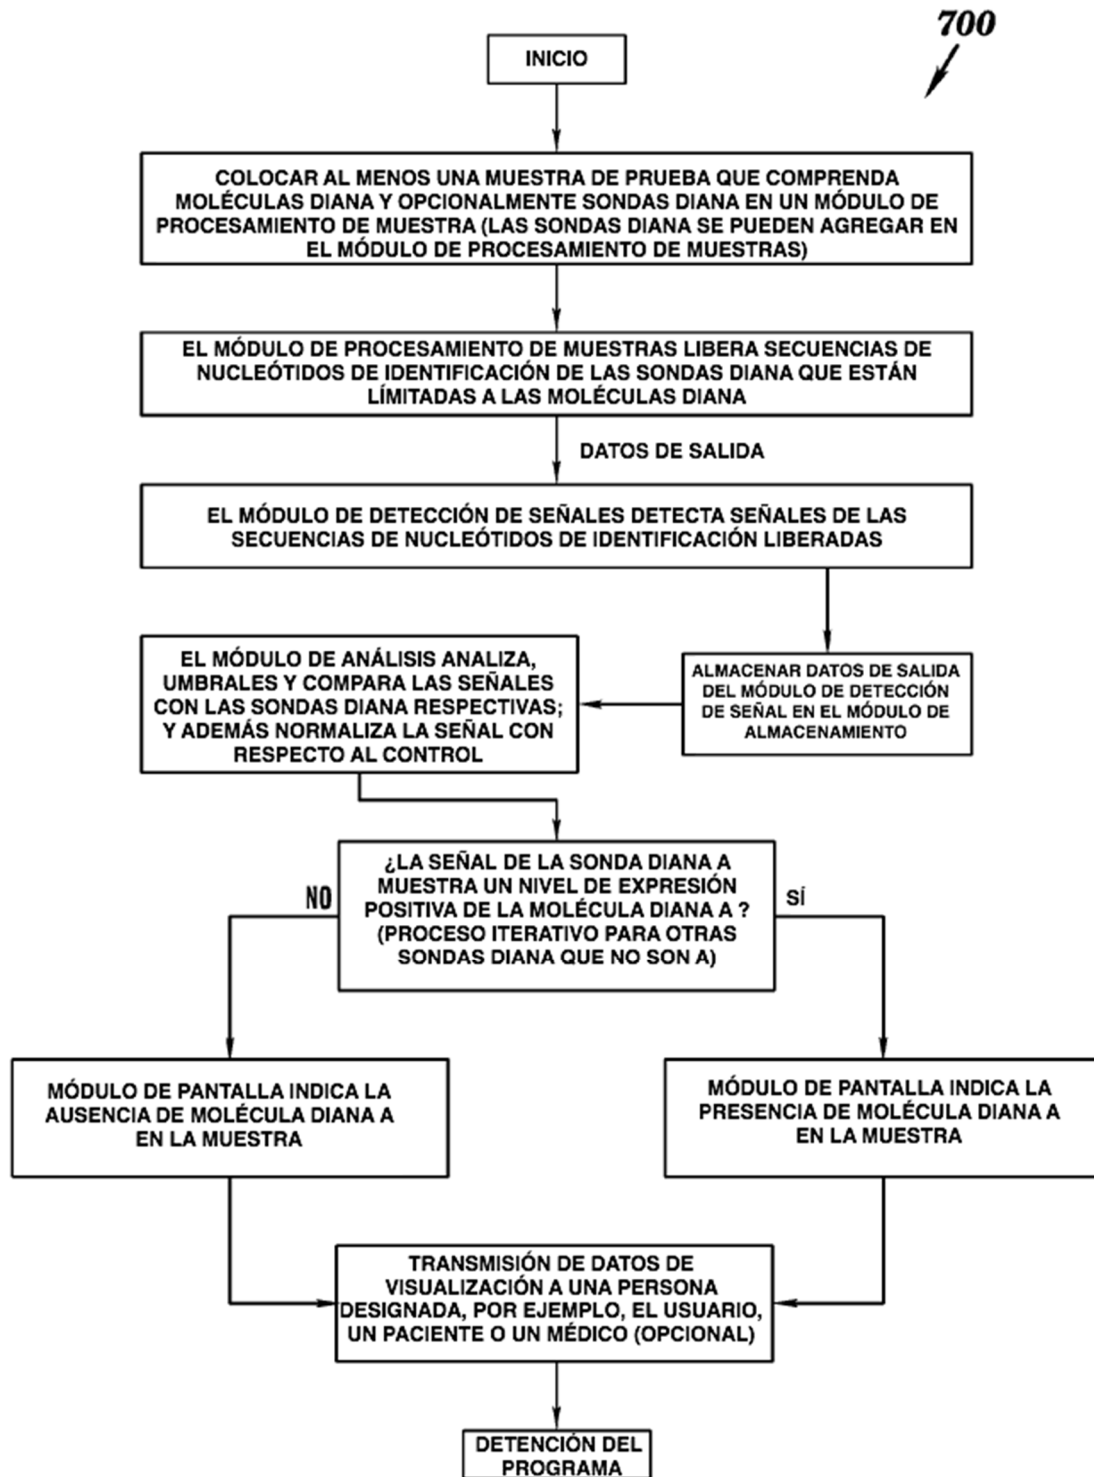 700
INICIO
COLOCAR AL MENOS UNA MUESTRA DE PRUEBA QUE COMPRENDA
MOLÉCULAS DIANA Y OPCIONALMENTE SONDAS DIANA EN UN MÓDULO DE
PROCESAMIENTO DE MUESTRA (LAS SONDAS DIANA SE PUEDEN AGREGAR EN
EL MÓDULO DE PROCESAMIENTO DE MUESTRAS)
EL MÓDULO DE PROCESAMIENTO DE MUESTRAS LIBERA SECUENCIAS DE
NUCLEÓTIDOS DE IDENTIFICACIÓN DE LAS SONDAS DIANA QUE ESTÁN
LÍMITADAS A LAS MOLÉCULAS DIANA
DATOS DE SALIDA
EL MÓDULO DE DETECCIÓN DE SEÑALES DETECTA SEÑALES DE LAS
SECUENCIAS DE NUCLEÓTIDOS DE IDENTIFICACIÓN LIBERADAS
ALMACENAR DATOS DE SALIDA
DEL MÓDULO DE DETECCIÓN
DE SEÑAL EN EL MÓDULO DE
ALMACENAMIENTO
EL MÓDULO DE ANÁLISIS ANALIZA,
UMBRALES Y COMPARA LAS SEÑALES
CON LAS SONDAS DIANA RESPECTIVAS;
Y ADEMÁS NORMALIZA LA SEÑAL CON
RESPECTO AL CONTROL
¿LA SEÑAL DE LA SONDA DIANA A
MUESTRA UN NIVEL DE EXPRESIÓN
POSITIVA DE LA MOLÉCULA DIANA A ?
(PROCESO ITERATIVO PARA OTRAS
SONDAS DIANA QUE NO SON A)
NO
SÍ
MÓDULO DE PANTALLA INDICA LA
AUSENCIA DE MOLÉCULA DIANA A
EN LA MUESTRA
MÓDULO DE PANTALLA INDICA LA
PRESENCIA DE MOLÉCULA DIANA A
EN LA MUESTRA
TRANSMISIÓN DE DATOS DE
VISUALIZACIÓN A UNA PERSONA
DESIGNADA, POR EJEMPLO, EL USUARIO,
UN PACIENTE O UN MÉDICO (OPCIONAL)
DETENCIÓN DEL
PROGRAMA